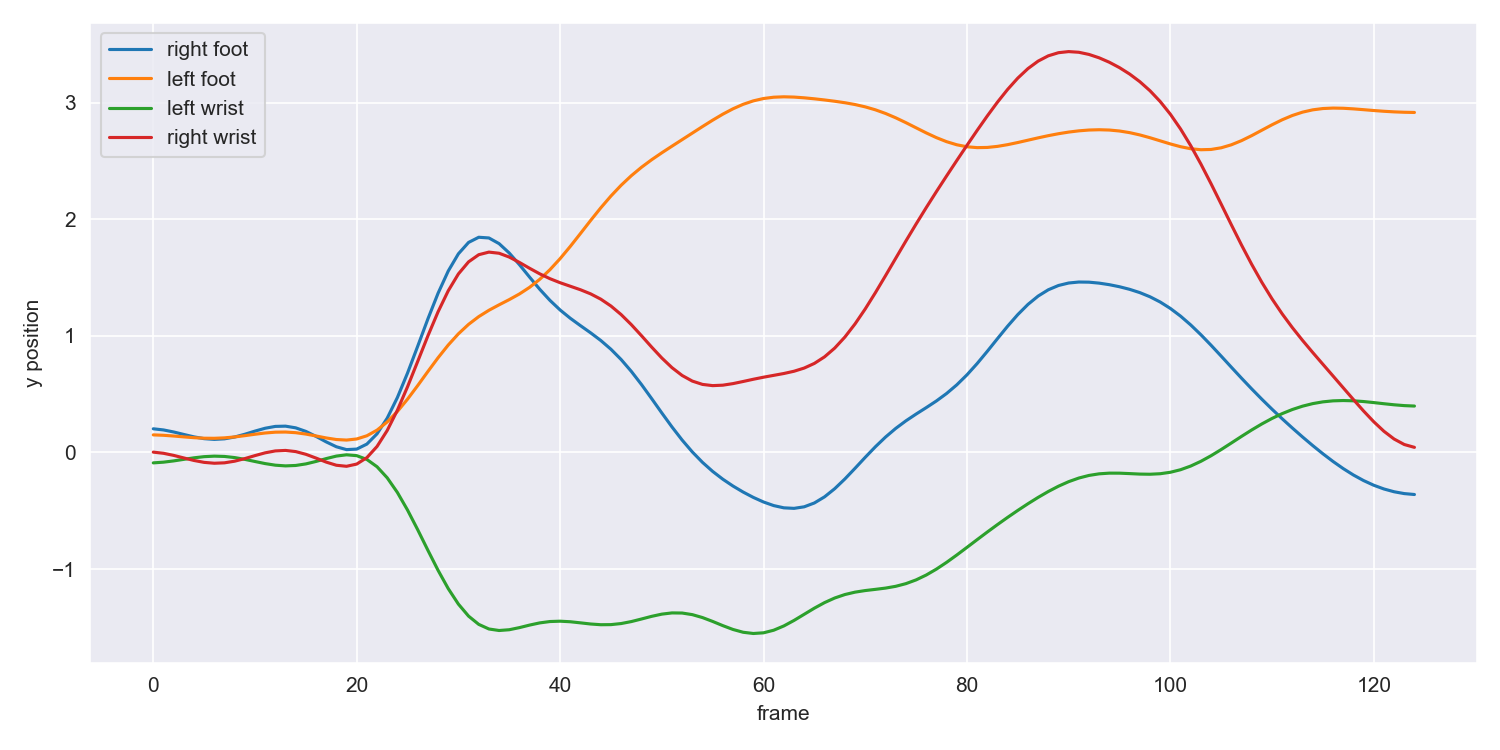 right foot
left foot
left wrist
right wrist
3
2
1
0
−1
y position
0 20 40 60 80 100 120
frame